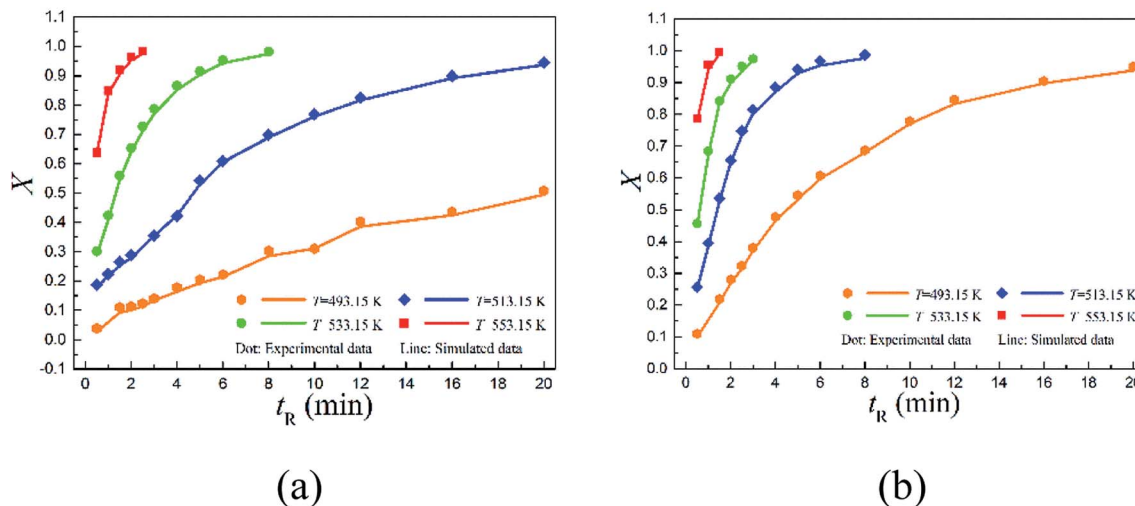 1.1
1.0
0.9
0.8
0.7
0.6
0.5
0.4
0.3
0.2
0.1
0.0
-0.1
X
T=493.15 K
T=513.15 K
T 533.15 K
T 553.15 K
Dot: Experimental data
Line: Simulated data
0 2 4 6 8 10 12 14 16 18 20
tR (min)
(a)
1.1
1.0
0.9
0.8
0.7
0.6
0.5
0.4
0.3
0.2
0.1
0.0
X
T=493.15 K
T=513.15 K
T 533.15 K
T 553.15 K
Dot: Experimental data
Line: Simulated data
0 2 4 6 8 10 12 14 16 18 20
tR (min)
(b)